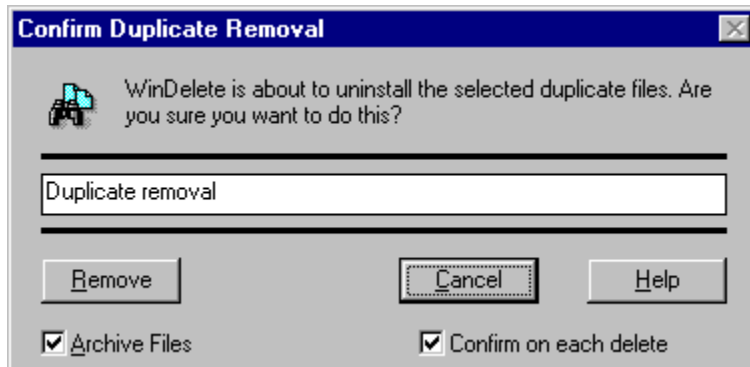 Confirm Duplicate Removal
WinDelete is about to uninstall the selected duplicate files. Are
you sure you want to do this?
Duplicate removal
Remove Cancel Help
Archive Files Confirm on each delete